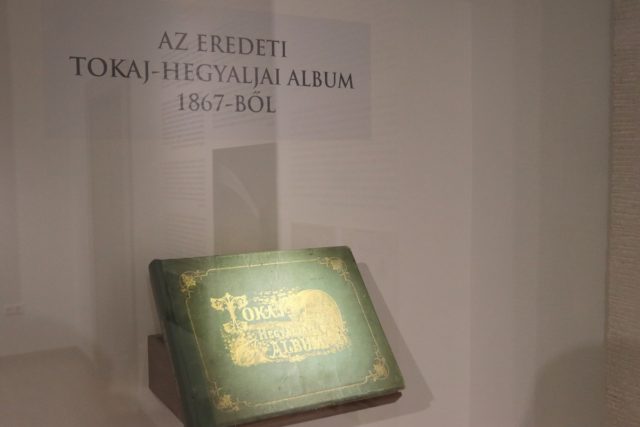 AZ EREDETI
TOKAJ-HEGYALJAI ALBUM
1867-BŐL
TOKAJ
HEGYALJAI
ALBUM